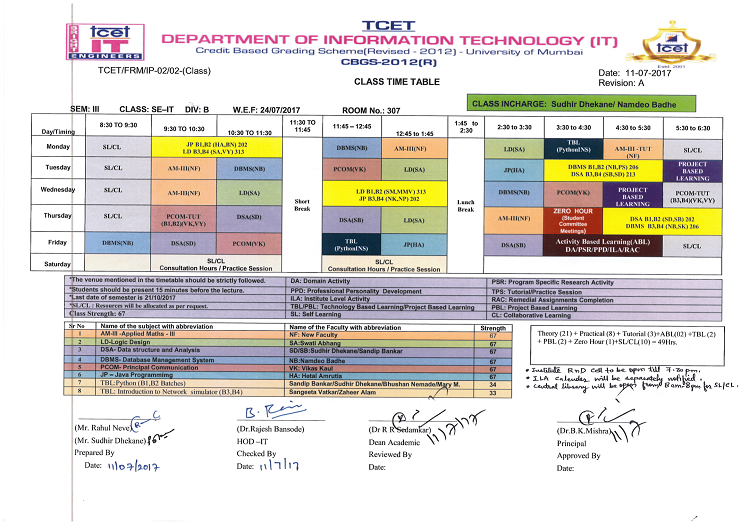 BRIGHT
tcet
IT
ENGINEERS
TCET
DEPARTMENT OF INFORMATION TECHNOLOGY (IT)
Credit Based Grading Scheme(Revised - 2012) - University of Mumbai
CBGS-2012(R)
tcet
Estd. 2001
TCET/FRM/IP-02/02-(Class)
Date: 11-07-2017
Revision: A
CLASS TIME TABLE
SEM: III CLASS: SE–IT DIV: B W.E.F: 24/07/2017 ROOM No.: 307
CLASS INCHARGE: Sudhir Dhekane/ Namdeo Badhe
Day/Timing 8:30 TO 9:30 9:30 TO 10:30 10:30 TO 11:30 11:30 TO 11:45 11:45 – 12:45 12:45 to 1:45 1:45 to 2:30 2:30 to 3:30 3:30 to 4:30 4:30 to 5:30 5:30 to 6:30
Monday SL/CL JP B1,B2 (HA,BN) 202 LD B3,B4 (SA,VY) 313 DBMS(NB) AM-III(NF) LD(SA) TBL (PythonINS) AM-III -TUT (NF) SL/CL
Tuesday SL/CL AM-III(NF) DBMS(NB) PCOM(VK) LD(SA) JP(HA) DBMS B1,B2 (NB,PS) 206 DSA B3,B4 (SB,SD) 213 PROJECT BASED LEARNING
Wednesday SL/CL AM-III(NF) LD(SA) Short Break LD B1,B2 (SM,MMV) 313 JP B3,B4 (NK,NP) 202 Lunch Break DBMS(NB) PCOM(VK) PROJECT BASED LEARNING PCOM-TUT (B3,B4)(VK,VY)
Thursday SL/CL PCOM-TUT (B1,B2)(VK,VY) DSA(SD) DSA(SB) LD(SA) AM-III(NF) ZERO HOUR (Student Committee Meetings) DSA B1,B2 (SD,SB) 202 DBMS B3,B4 (NB,SK) 206
Friday DBMS(NB) DSA(SD) PCOM(VK) TBL (PythonINS) JP(HA) DSA(SB) Activity Based Learning(ABL) DA/PSR/PPD/ILA/RAC SL/CL
Saturday SL/CL Consultation Hours / Practice Session SL/CL Consultation Hours / Practice Session
*The venue mentioned in the timetable should be strictly followed. DA: Domain Activity PSR: Program Specific Research Activity
*Students should be present 15 minutes before the lecture. PPD: Professional Personality Development TPS: Tutorial/Practice Session
*Last date of semester is 21/10/2017 ILA: Institute Level Activity RAC: Remedial Assignments Completion
*SL/CL : Resources will be allocated as per request. TBL/PBL: Technology Based Learning/Project Based Learning PBL: Project Based Learning
Class Strength: 67 SL: Self Learning CL: Collaborative Learning
Sr No Name of the subject with abbreviation Name of the Faculty with abbreviation Strength
1 AM-III -Applied Maths - III NF: New Faculty 67
2 LD-Logic Design SA:Swati Abhang 67
3 DSA- Data structure and Analysis SD/SB:Sudhir Dhekane/Sandip Bankar 67
4 DBMS- Database Management System NB:Namdeo Badhe 67
5 PCOM- Principal Communication VK: Vikas Kaul 67
6 JP – Java Programming HA: Hetal Amrutia 67
7 TBL:Python (B1,B2 Batches) Sandip Bankar/Sudhir Dhekane/Bhushan Nemade/Mary M. 34
8 TBL: Introduction to Network simulator (B3,B4) Sangeeta Vatkar/Zaheer Alam 33
Theory (21) + Practical (8) + Tutorial (3)+ABL(02) +TBL (2)
+ PBL (2) + Zero Hour (1)+SL/CL(10) = 49Hrs.
* Institute RnD Cell to be open till 7-30pm.
* ILA calender will be separately notified.
* Central library will be open from 8am-8pm for SL/CL.
(Mr. Rahul Neve)
(Mr. Sudhir Dhekane)
Prepared By
Date: 11/07/2017
(Dr.Rajesh Bansode)
HOD –IT
Checked By
Date: 11/7/17
(Dr R R Sedamkar)
Dean Academic
Reviewed By
Date:
11/7/17
(Dr.B.K.Mishra)
Principal
Approved By
Date:
11/7